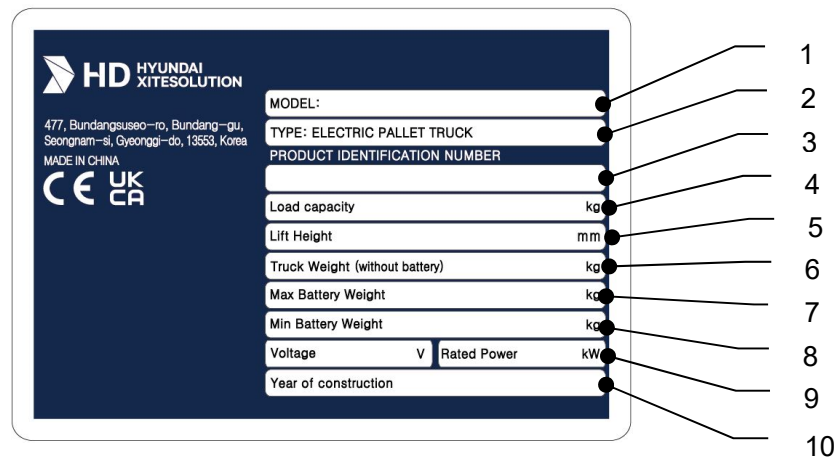 HD HYUNDAI
XITESOLUTION
477, Bundangsuseo-ro, Bundang-gu,
Seongnam-si, Gyeonggi-do, 13553, Korea
MADE IN CHINA
CE UK
CA
MODEL:
TYPE: ELECTRIC PALLET TRUCK
PRODUCT IDENTIFICATION NUMBER
Load capacity kg
Lift Height mm
Truck Weight (without battery) kg
Max Battery Weight kg
Min Battery Weight kg
Voltage V Rated Power kW
Year of construction
1
2
3
4
5
6
7
8
9
10